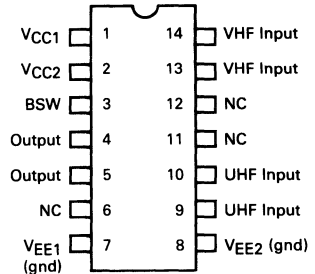 VCC1 1 14 VHF Input
VCC2 2 13 VHF Input
BSW 3 12 NC
Output 4 11 NC
Output 5 10 UHF Input
NC 6 9 UHF Input
VEE1 7 8 VEE2 (gnd)
(gnd)